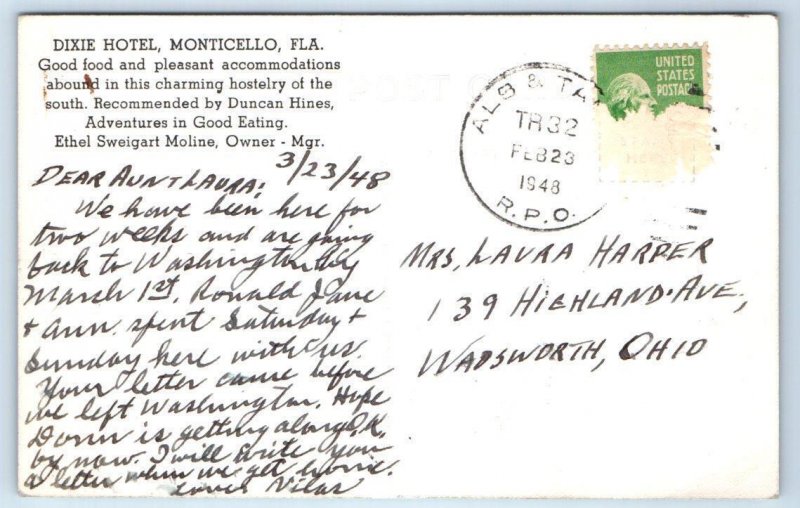 DIXIE HOTEL, MONTICELLO, FLA.
Good food and pleasant accommodations
abound in this charming hostelry of the
south. Recommended by Duncan Hines,
Adventures in Good Eating.
Ethel Sweigart Moline, Owner - Mgr.
3/23/48
DEAR AUNT LAURA;
We have been here for
two weeks and are going
back to Washington by
March 1st. Ronald Jane
+ Ann spent Saturday +
Sunday here with us.
Your letter came before
we left Washington. Hope
is getting along O.K.
by now. I will write you
a letter when we get home.
Love Vilas
ALB & TA
TR32
FEB 23
1948
R.P.O.
UNITED
STATES
POSTAG
MRS, LAURA HARPER
139 HIGHLAND AVE,
WADSWORTH, OHIO